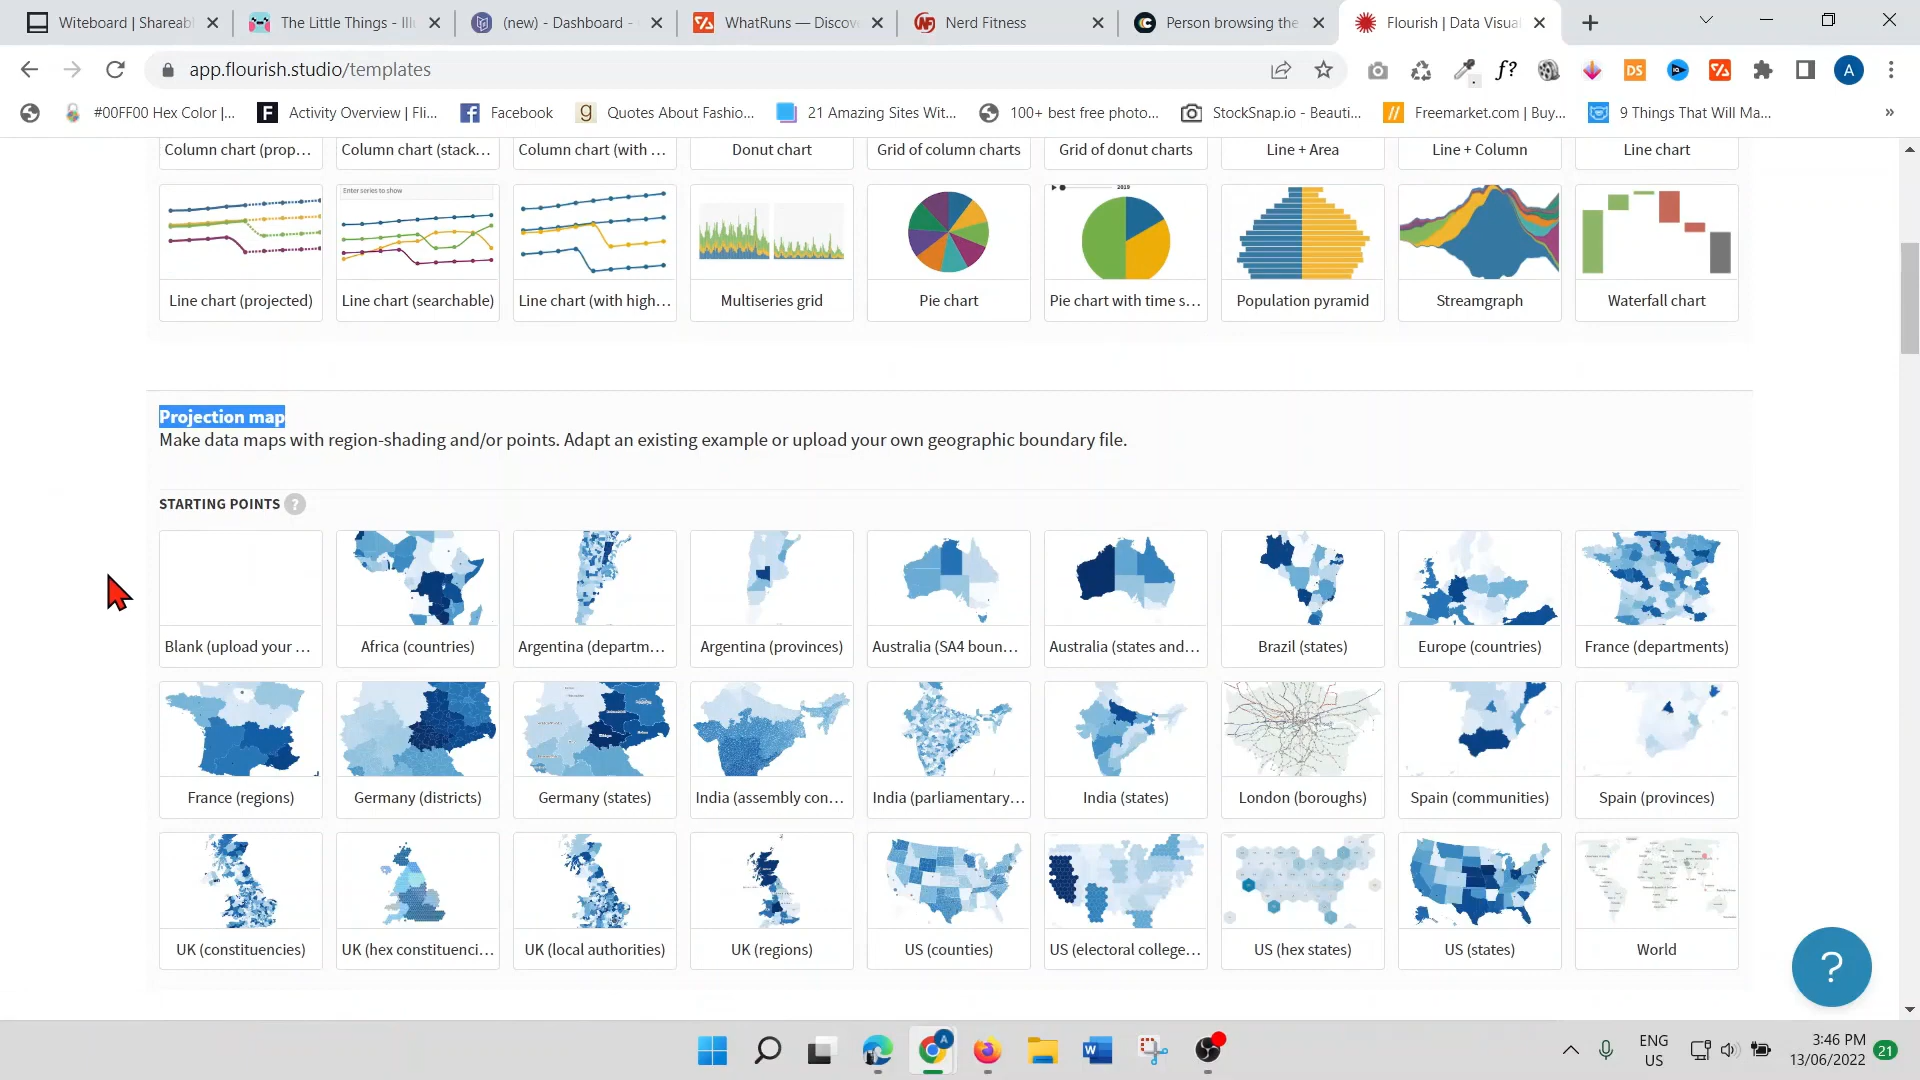 Witeboard | Shareabl
The Little Things - Illu
(new) - Dashboard -
WhatRuns — Discov
Nerd Fitness
Person browsing the
Flourish | Data Visual
app.flourish.studio/templates
f?
DS
A
#00FF00 Hex Color |...
Activity Overview | Fli...
Facebook
Quotes About Fashio...
21 Amazing Sites Wit...
100+ best free photo...
StockSnap.io - Beauti...
Freemarket.com | Buy...
9 Things That Will Ma...
»
Column chart (prop...
Column chart (stack...
Column chart (with ...
Donut chart
Grid of column charts
Grid of donut charts
Line + Area
Line + Column
Line chart
Enter series to show
2019
Line chart (projected)
Line chart (searchable)
Line chart (with high...
Multiseries grid
Pie chart
Pie chart with time s...
Population pyramid
Streamgraph
Waterfall chart
Projection map
Make data maps with region-shading and/or points. Adapt an existing example or upload your own geographic boundary file.
STARTING POINTS ?
Blank (upload your ...
Africa (countries)
Argentina (departm...
Argentina (provinces)
Australia (SA4 boun...
Australia (states and...
Brazil (states)
Europe (countries)
France (departments)
France (regions)
Germany (districts)
Germany (states)
India (assembly con...
India (parliamentary...
India (states)
London (boroughs)
Spain (communities)
Spain (provinces)
UK (constituencies)
UK (hex constituenci...
UK (local authorities)
UK (regions)
US (counties)
US (electoral college...
US (hex states)
US (states)
World
?
ENG
US
3:46 PM
13/06/2022
21